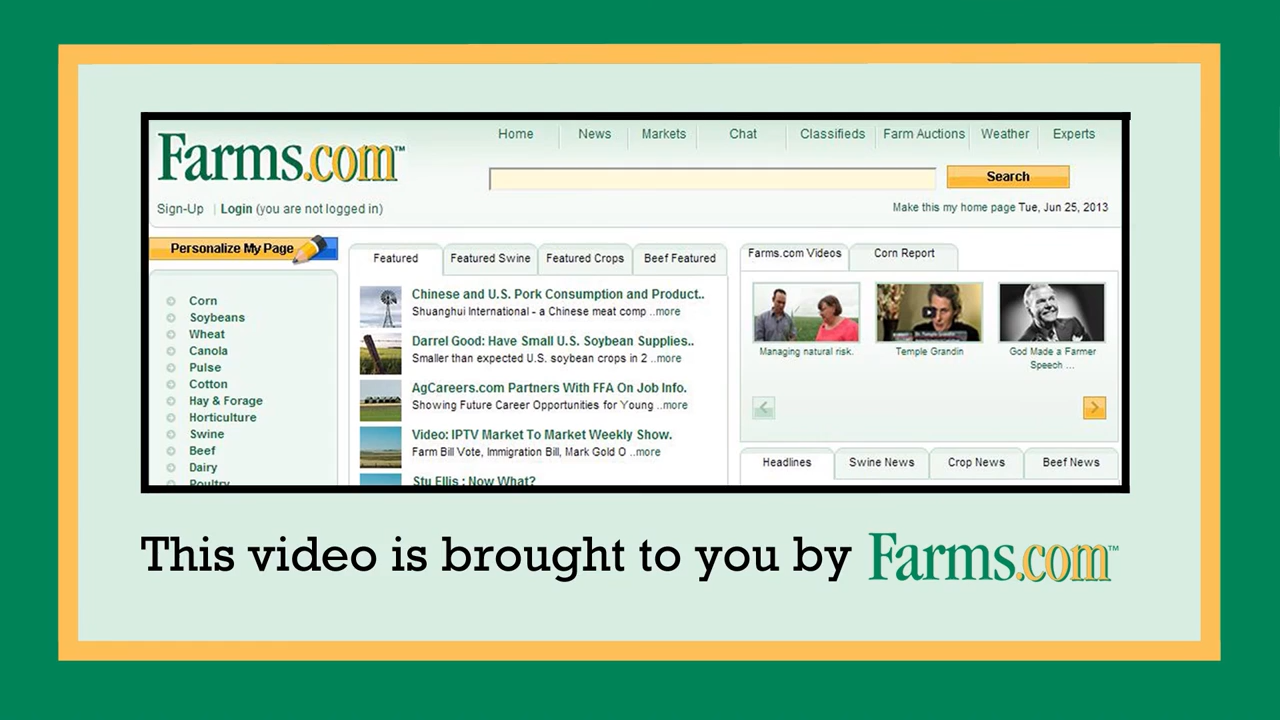 Farms.com™
Home News Markets Chat Classifieds Farm Auctions Weather Experts
Search
Sign-Up | Login (you are not logged in)
Make this my home page Tue, Jun 25, 2013
Personalize My Page
Corn
Soybeans
Wheat
Canola
Pulse
Cotton
Hay & Forage
Horticulture
Swine
Beef
Dairy
Poultry
Featured Featured Swine Featured Crops Beef Featured
Chinese and U.S. Pork Consumption and Product..
Shuanghui International - a Chinese meat comp ..more
Darrel Good: Have Small U.S. Soybean Supplies..
Smaller than expected U.S. soybean crops in 2 ..more
AgCareers.com Partners With FFA On Job Info.
Showing Future Career Opportunities for Young ..more
Video: IPTV Market To Market Weekly Show.
Farm Bill Vote, Immigration Bill, Mark Gold O ..more
Stu Ellis : Now What?
Farms.com Videos Corn Report
Dr. Temple Grandin
Managing natural risk.
Temple Grandin
God Made a Farmer
Speech ...
Headlines Swine News Crop News Beef News
This video is brought to you by Farms.com™